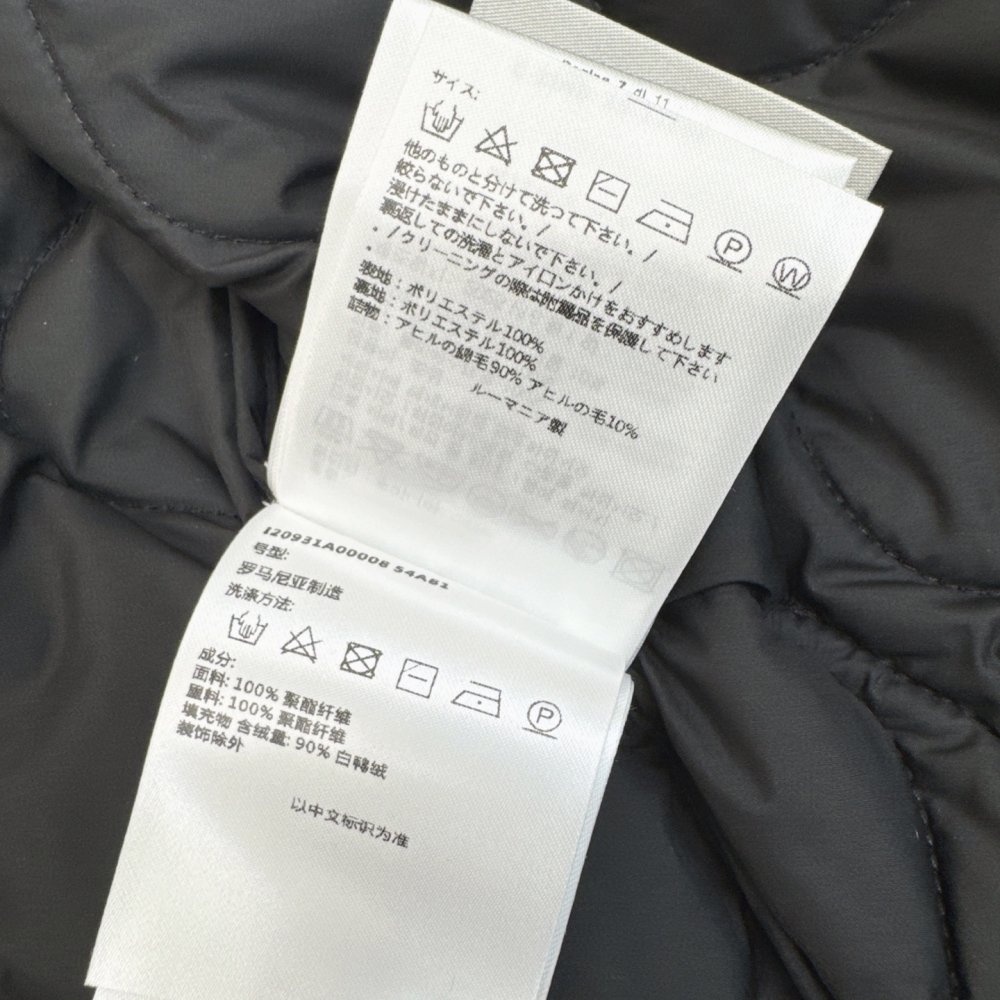 サイズ:
P
W
他のものと分けて洗って下さい。/
絞らないで下さい。/
浸けたままにしないで下さい。/
裏返しての洗濯とアイロンかけをおすすめします
。/クリーニングの際は附属品を保護して下さい
。
表地 : ポリエステル100%
裏地 : ポリエステル100%
詰物 : アヒルの綿毛90% アヒルの毛10%
ルーマニア製
I20931A00008 54A81
号型:
罗马尼亚制造
洗涤方法:
P
成分:
面料: 100% 聚酯纤维
里料: 100% 聚酯纤维
填充物 含绒量: 90% 白鸭绒
装饰除外
以中文标识为准